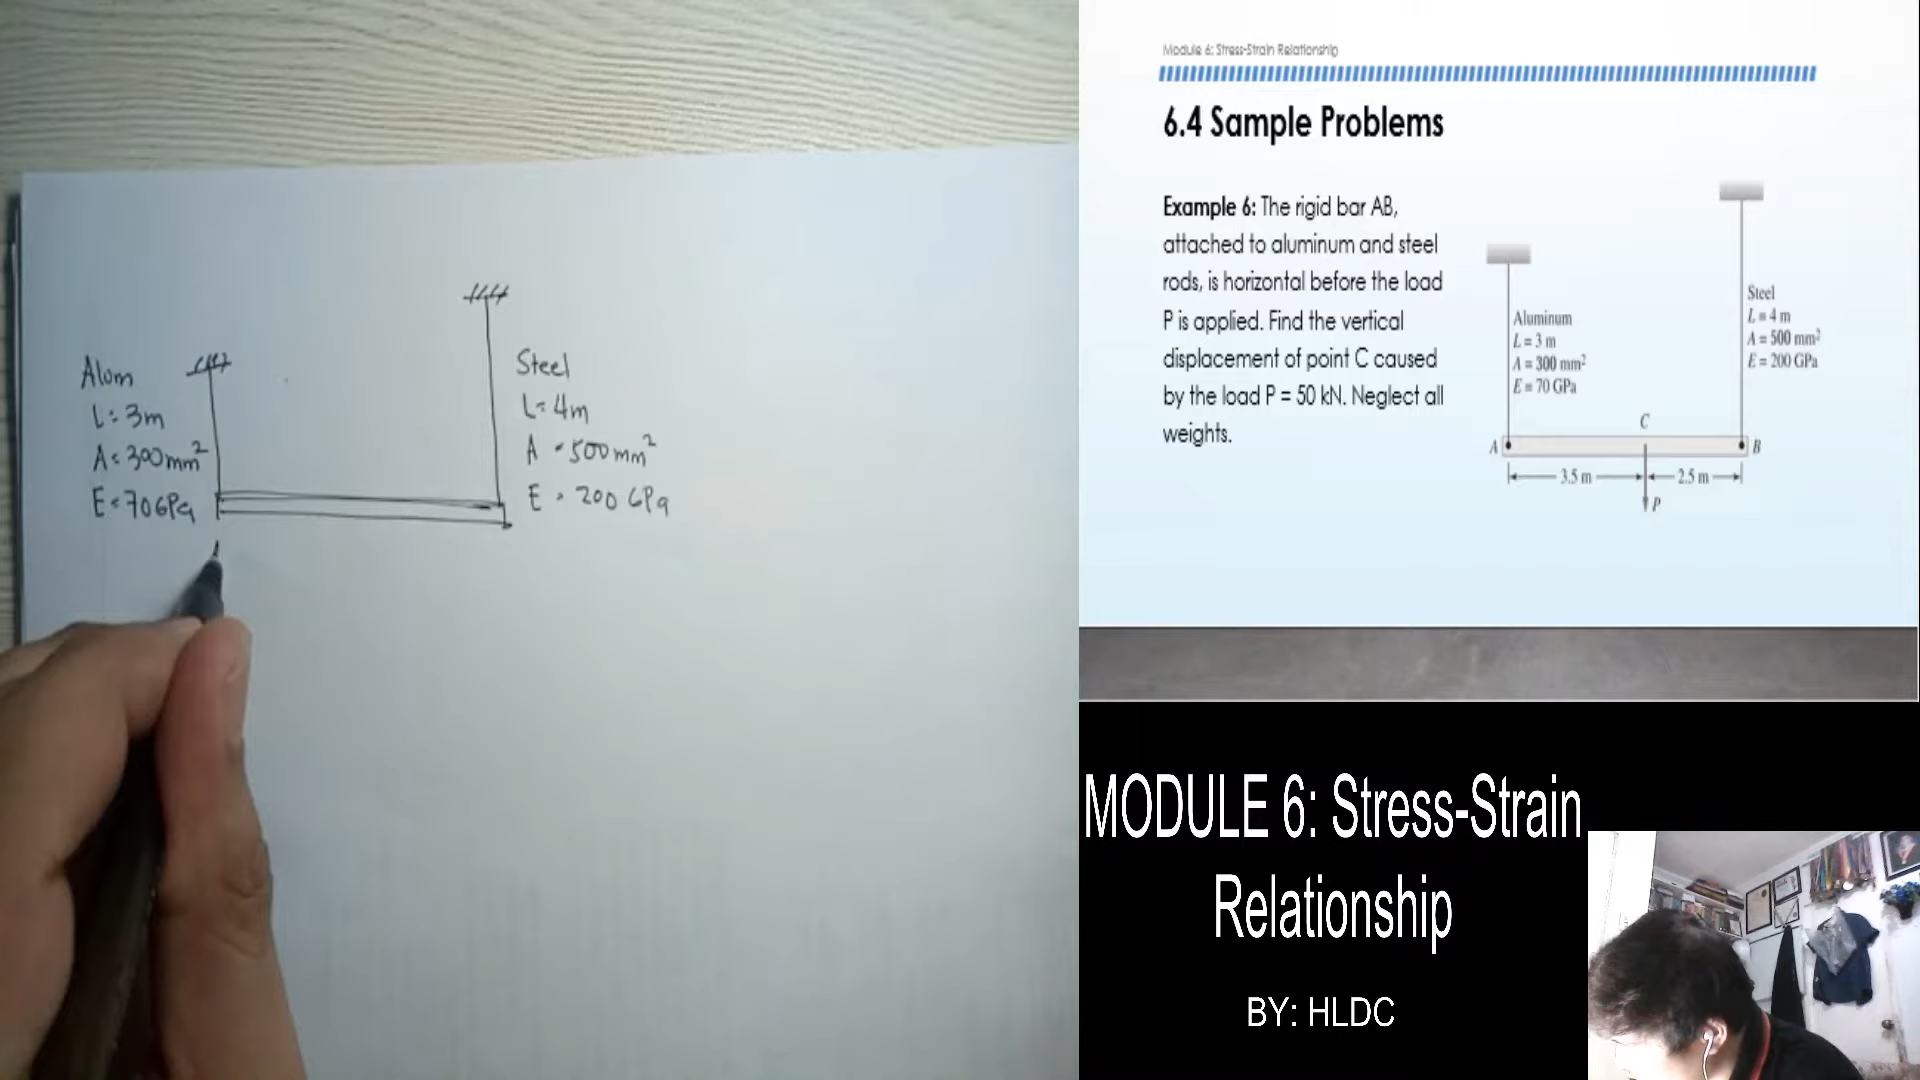 Alum
L = 3m
A = 300mm²
E = 70GPa
Steel
L = 4m
A = 500mm²
E = 200 GPa
Module 6: Stress-Strain Relationship
6.4 Sample Problems
Example 6: The rigid bar AB,
attached to aluminum and steel
rods, is horizontal before the load
P is applied. Find the vertical
displacement of point C caused
by the load P = 50 kN. Neglect all
weights.
Aluminum
L = 3 m
A = 300 mm²
E = 70 GPa
Steel
L = 4 m
A = 500 mm²
E = 200 GPa
C
A
B
3.5 m
2.5 m
P
MODULE 6: Stress-Strain
Relationship
BY: HLDC